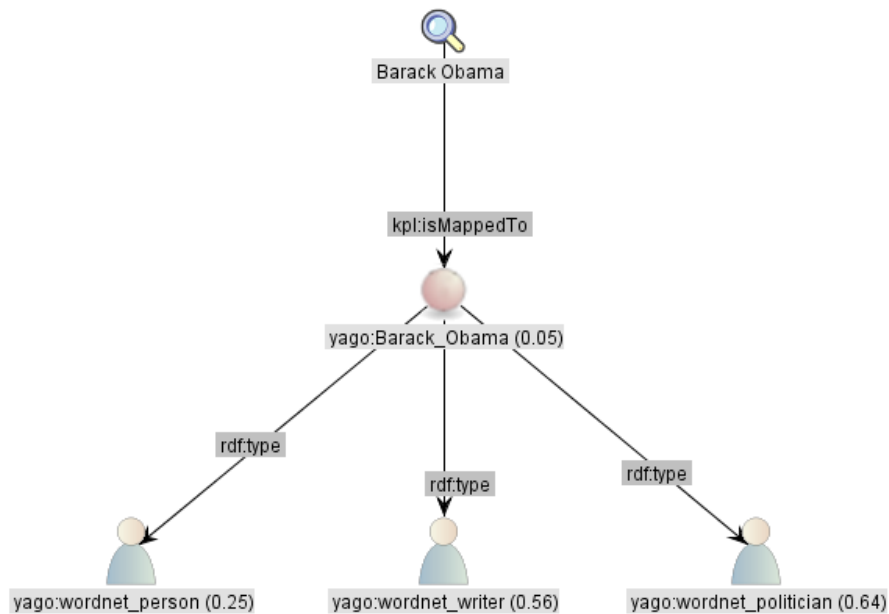 Barack Obama
kpl:isMappedTo
yago:Barack_Obama (0.05)
rdf:type
rdf:type
rdf:type
yago:wordnet_person (0.25)
yago:wordnet_writer (0.56)
yago:wordnet_politician (0.64)